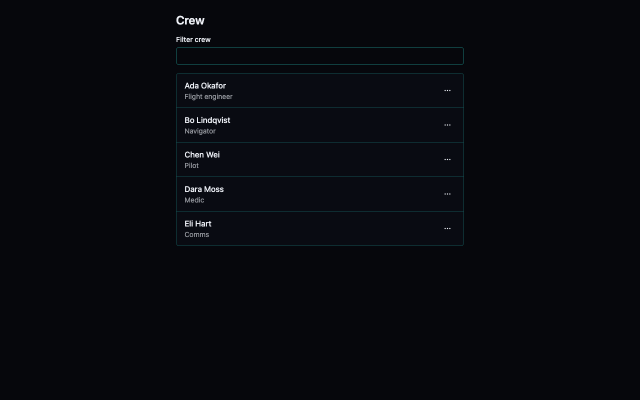 Crew
Filter crew
Ada Okafor
Flight engineer
...
Bo Lindqvist
Navigator
...
Chen Wei
Pilot
...
Dara Moss
Medic
...
Eli Hart
Comms
...